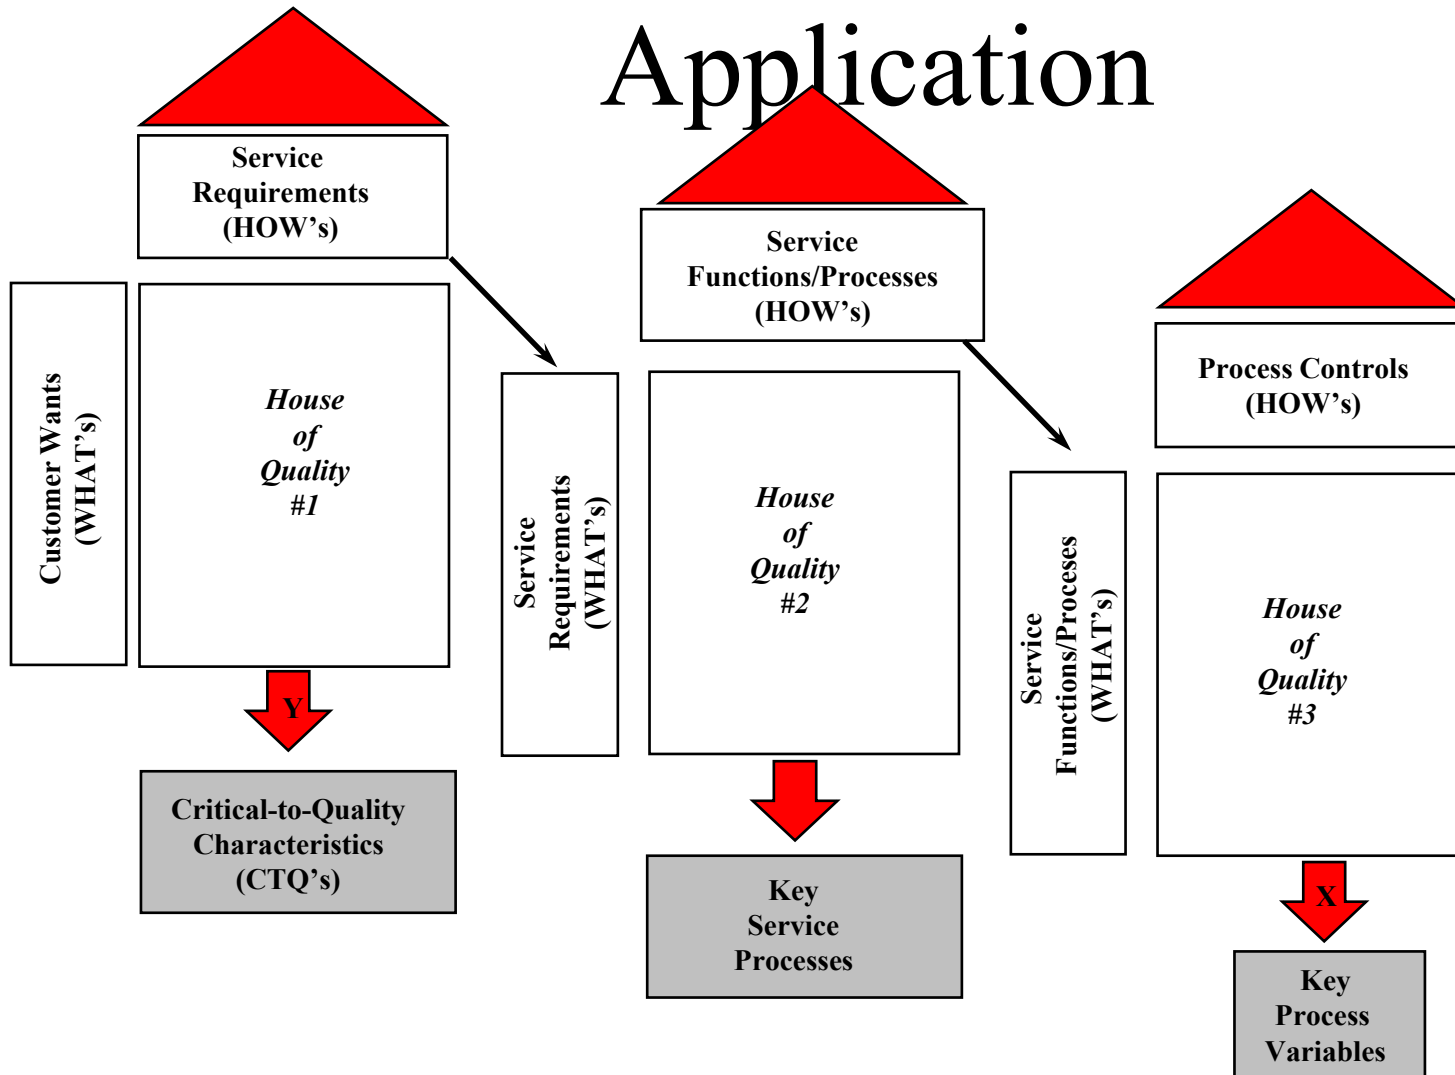 Application
Service
Requirements
(HOW’s)
Customer Wants
(WHAT’s)
House
of
Quality
#1
Y
Critical-to-Quality
Characteristics
(CTQ’s)
Service
Functions/Processes
(HOW’s)
Service
Requirements
(WHAT’s)
House
of
Quality
#2
Key
Service
Processes
Process Controls
(HOW’s)
Service
Functions/Proceses
(WHAT’s)
House
of
Quality
#3
X
Key
Process
Variables